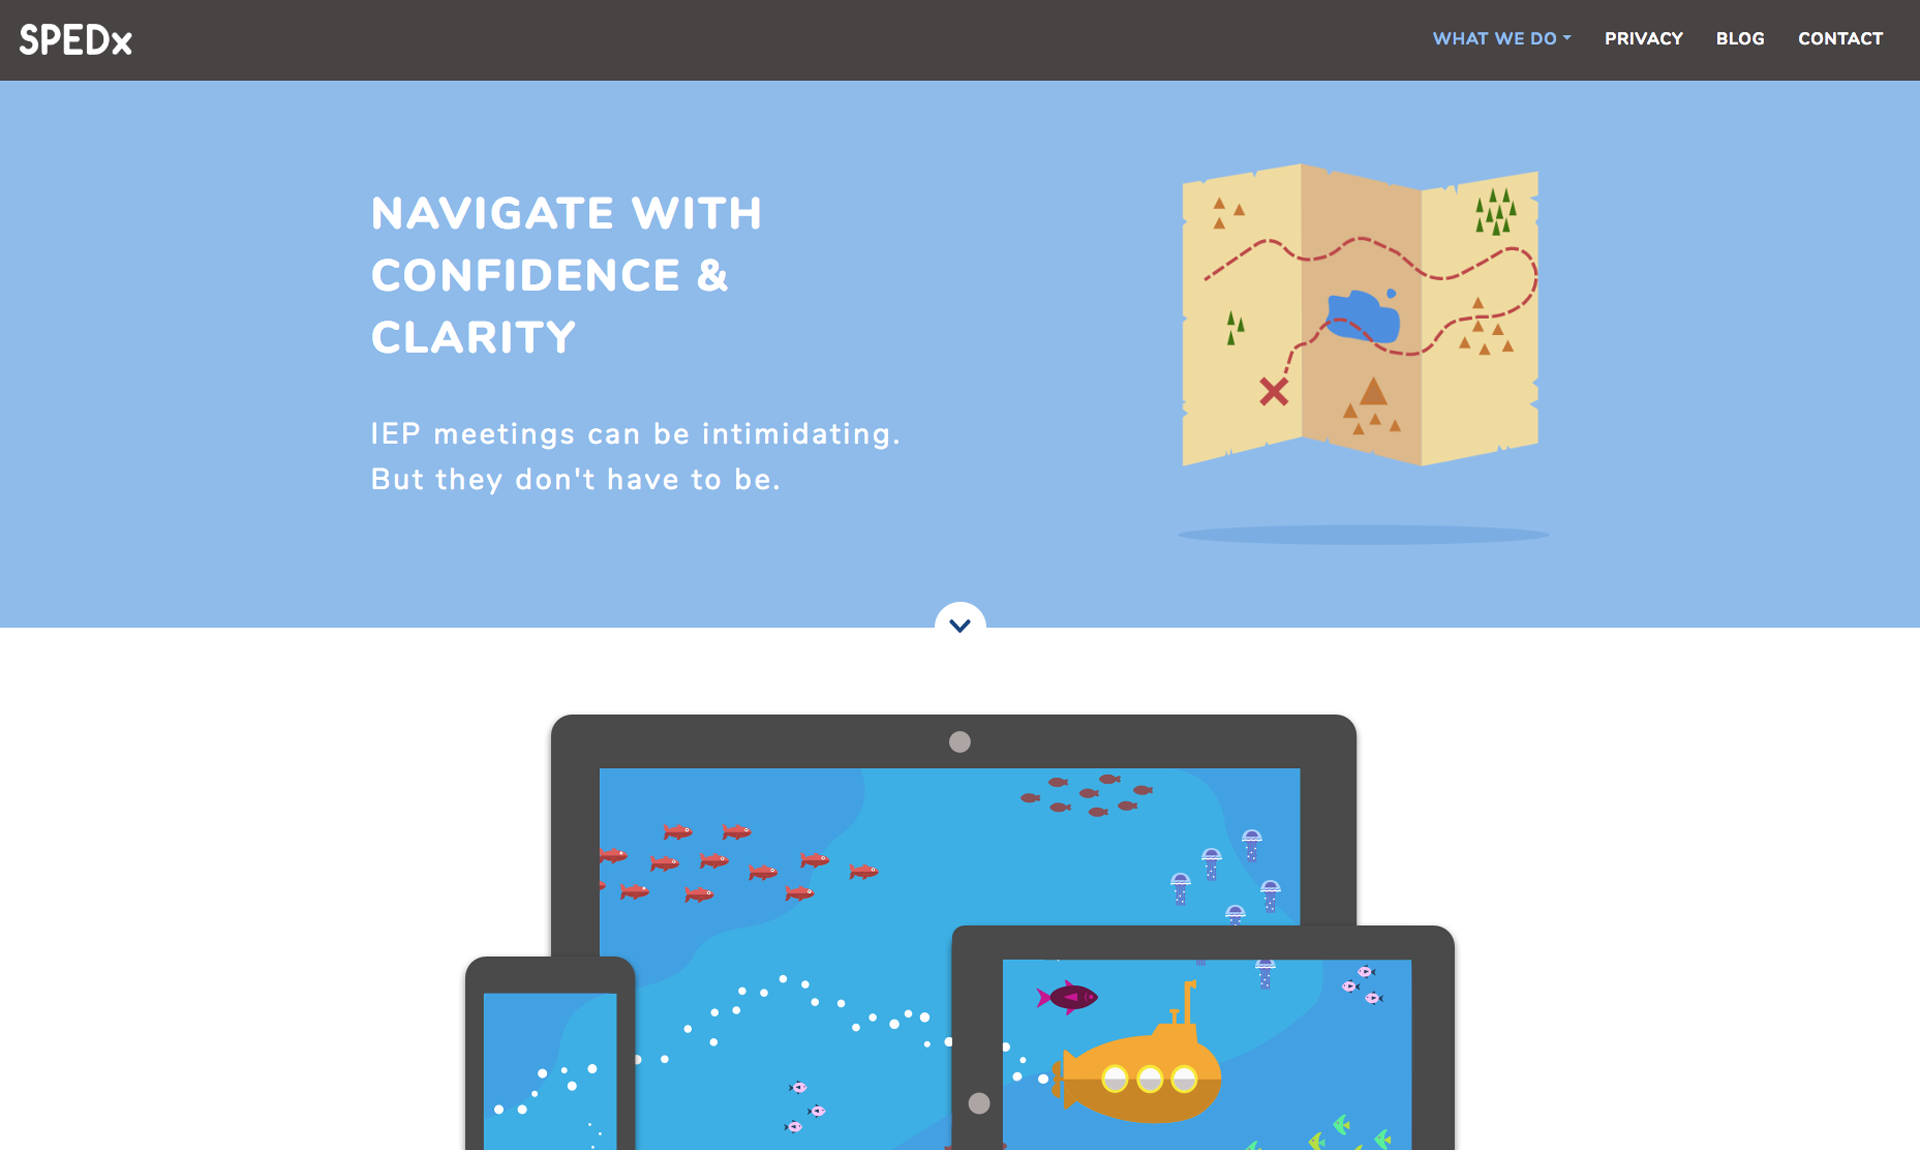 SPEDx
WHAT WE DO
PRIVACY
BLOG
CONTACT
NAVIGATE WITH
CONFIDENCE &
CLARITY
IEP meetings can be intimidating.
But they don't have to be.